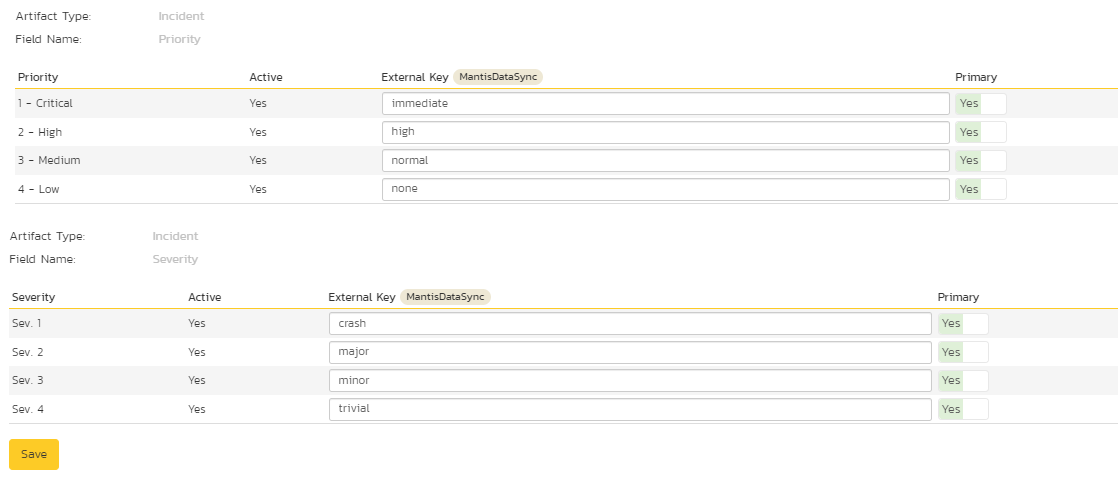 Artifact Type: Incident
Field Name: Priority
Priority Active External Key MantisDataSync Primary
1 - Critical Yes immediate Yes
2 - High Yes high Yes
3 - Medium Yes normal Yes
4 - Low Yes none Yes
Artifact Type: Incident
Field Name: Severity
Severity Active External Key MantisDataSync Primary
Sev. 1 Yes crash Yes
Sev. 2 Yes major Yes
Sev. 3 Yes minor Yes
Sev. 4 Yes trivial Yes
Save